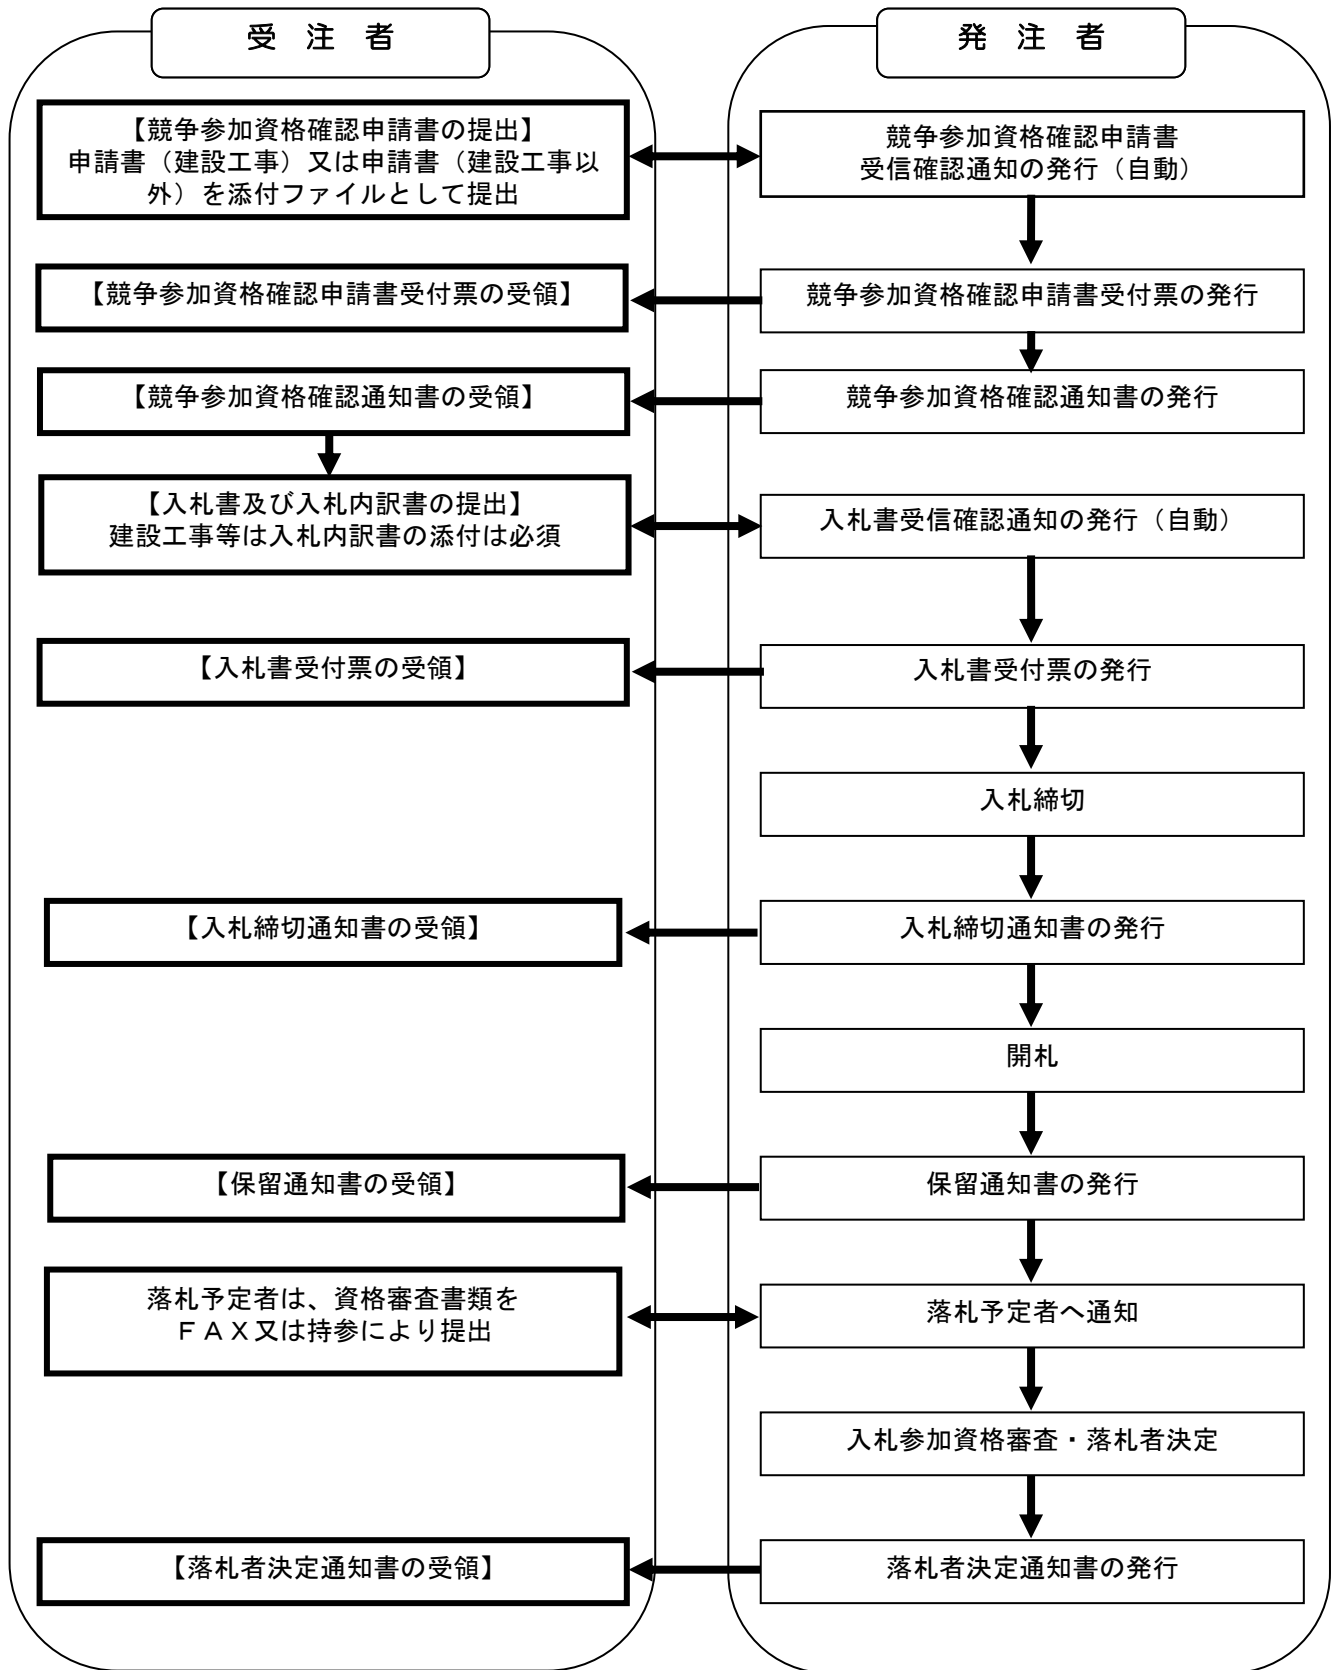 受 注 者
発 注 者
【競争参加資格確認申請書の提出】
申請書（建設工事）又は申請書（建設工事以
外）を添付ファイルとして提出
競争参加資格確認申請書
受信確認通知の発行（自動）
【競争参加資格確認申請書受付票の受領】
競争参加資格確認申請書受付票の発行
【競争参加資格確認通知書の受領】
競争参加資格確認通知書の発行
【入札書及び入札内訳書の提出】
建設工事等は入札内訳書の添付は必須
入札書受信確認通知の発行（自動）
【入札書受付票の受領】
入札書受付票の発行
入札締切
【入札締切通知書の受領】
入札締切通知書の発行
開札
【保留通知書の受領】
保留通知書の発行
落札予定者は、資格審査書類を
ＦＡＸ又は持参により提出
落札予定者へ通知
入札参加資格審査・落札者決定
【落札者決定通知書の受領】
落札者決定通知書の発行